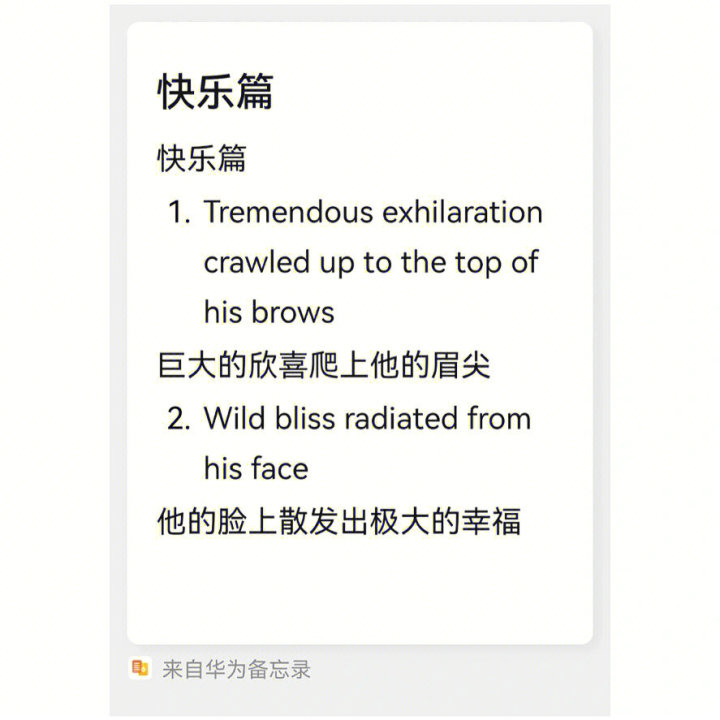 快乐篇
快乐篇
1. Tremendous exhilaration
crawled up to the top of
his brows
巨大的欣喜爬上他的眉尖
2. Wild bliss radiated from
his face
他的脸上散发出极大的幸福
来自华为备忘录